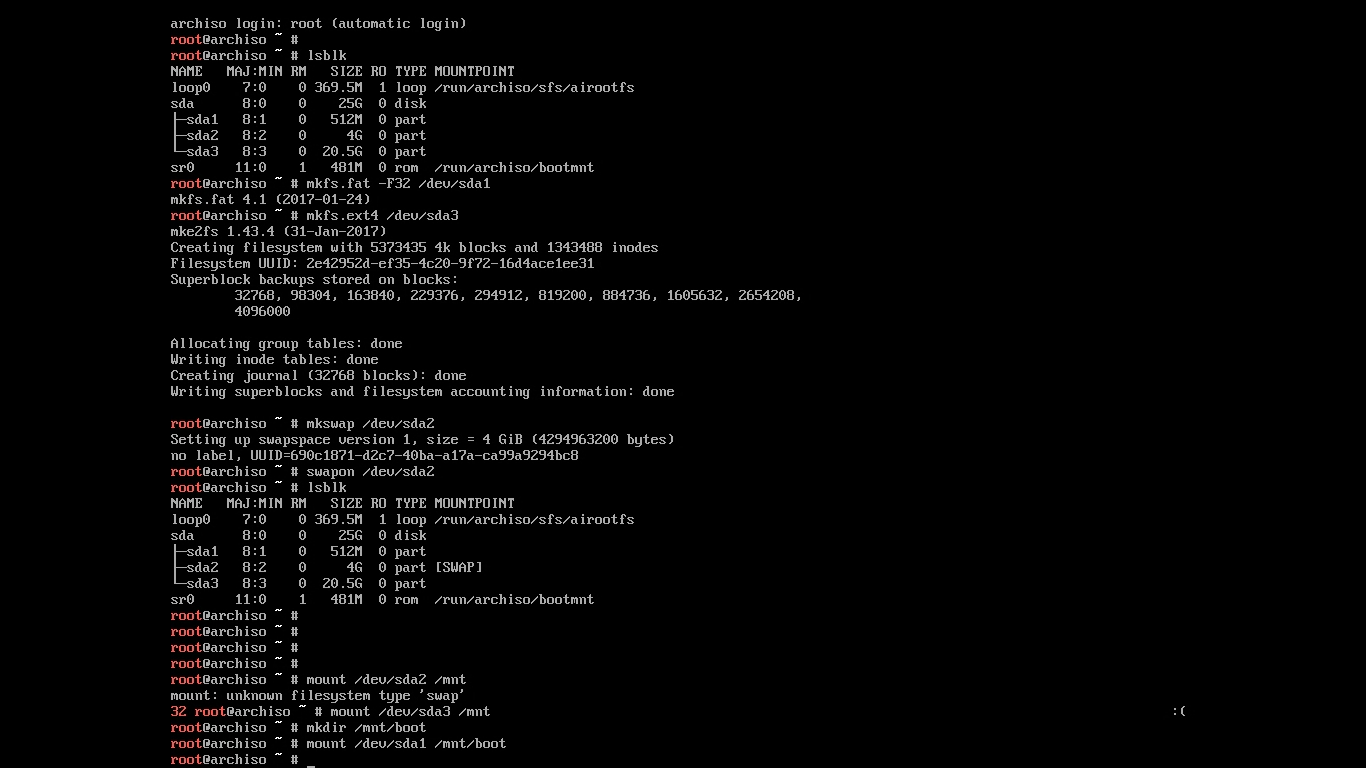 archiso login: root (automatic login)
root@archiso ~ #
root@archiso ~ # lsblk
NAME   MAJ:MIN RM   SIZE RO TYPE MOUNTPOINT
loop0    7:0    0 369.5M  1 loop /run/archiso/sfs/airootfs
sda      8:0    0    25G  0 disk
├─sda1   8:1    0   512M  0 part
├─sda2   8:2    0     4G  0 part
└─sda3   8:3    0  20.5G  0 part
sr0     11:0    1   481M  0 rom  /run/archiso/bootmnt
root@archiso ~ # mkfs.fat -F32 /dev/sda1
mkfs.fat 4.1 (2017-01-24)
root@archiso ~ # mkfs.ext4 /dev/sda3
mke2fs 1.43.4 (31-Jan-2017)
Creating filesystem with 5373435 4k blocks and 1343488 inodes
Filesystem UUID: 2e42952d-ef35-4c20-9f72-16d4ace1ee31
Superblock backups stored on blocks:
        32768, 98304, 163840, 229376, 294912, 819200, 884736, 1605632, 2654208,
        4096000

Allocating group tables: done
Writing inode tables: done
Creating journal (32768 blocks): done
Writing superblocks and filesystem accounting information: done

root@archiso ~ # mkswap /dev/sda2
Setting up swapspace version 1, size = 4 GiB (4294963200 bytes)
no label, UUID=690c1871-d2c7-40ba-a17a-ca99a9294bc8
root@archiso ~ # swapon /dev/sda2
root@archiso ~ # lsblk
NAME   MAJ:MIN RM   SIZE RO TYPE MOUNTPOINT
loop0    7:0    0 369.5M  1 loop /run/archiso/sfs/airootfs
sda      8:0    0    25G  0 disk
├─sda1   8:1    0   512M  0 part
├─sda2   8:2    0     4G  0 part [SWAP]
└─sda3   8:3    0  20.5G  0 part
sr0     11:0    1   481M  0 rom  /run/archiso/bootmnt
root@archiso ~ #
root@archiso ~ #
root@archiso ~ #
root@archiso ~ #
root@archiso ~ # mount /dev/sda2 /mnt
mount: unknown filesystem type 'swap'
32 root@archiso ~ # mount /dev/sda3 /mnt :(
root@archiso ~ # mkdir /mnt/boot
root@archiso ~ # mount /dev/sda1 /mnt/boot
root@archiso ~ # _